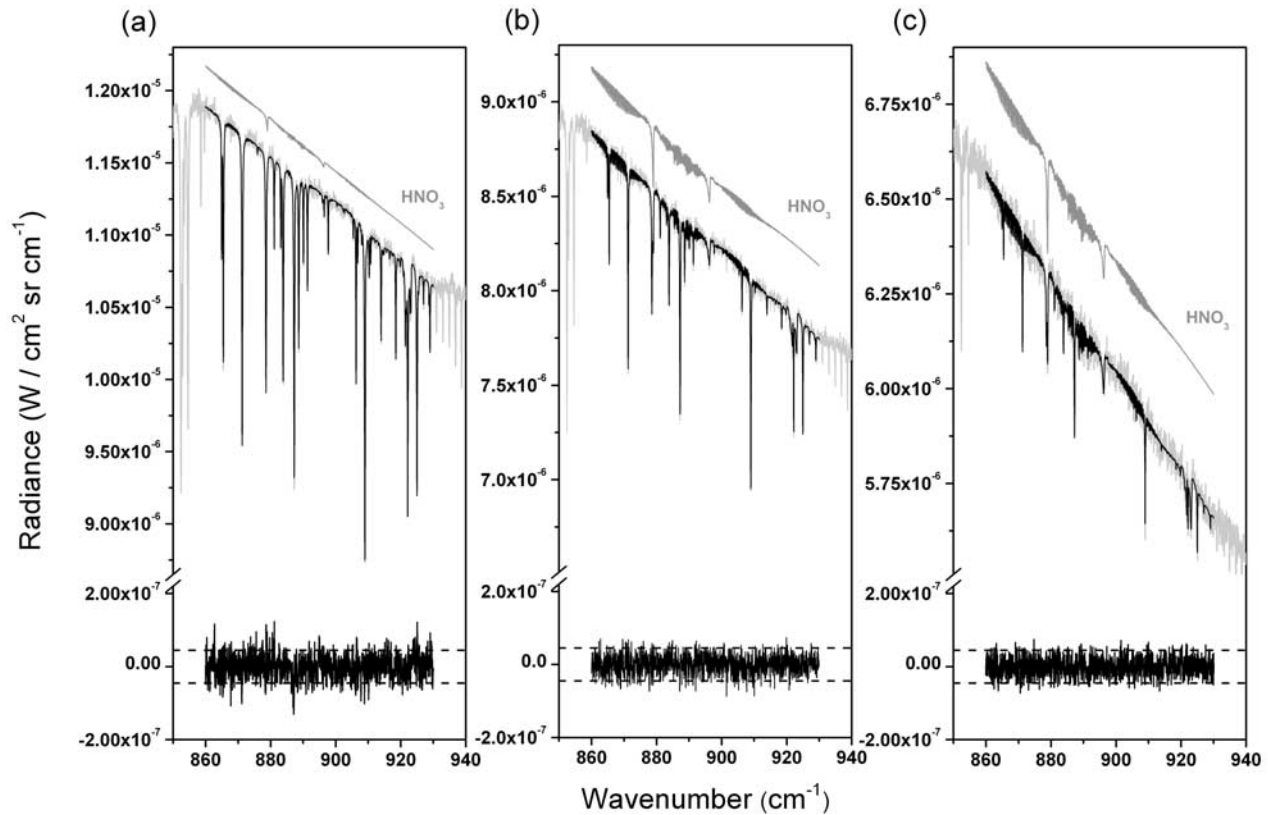 (a) (b) (c)
Radiance (W / cm² sr cm⁻¹)
1.20x10⁻⁵
1.15x10⁻⁵
1.10x10⁻⁵
1.05x10⁻⁵
1.00x10⁻⁵
9.50x10⁻⁶
9.00x10⁻⁶
2.00x10⁻⁷
0.00
-2.00x10⁻⁷
HNO₃
860 880 900 920 940
9.0x10⁻⁶
8.5x10⁻⁶
8.0x10⁻⁶
7.5x10⁻⁶
7.0x10⁻⁶
2.0x10⁻⁷
0.0
-2.0x10⁻⁷
HNO₃
860 880 900 920 940
6.75x10⁻⁶
6.50x10⁻⁶
6.25x10⁻⁶
6.00x10⁻⁶
5.75x10⁻⁶
2.00x10⁻⁷
0.00
-2.00x10⁻⁷
HNO₃
860 880 900 920 940
Wavenumber (cm⁻¹)